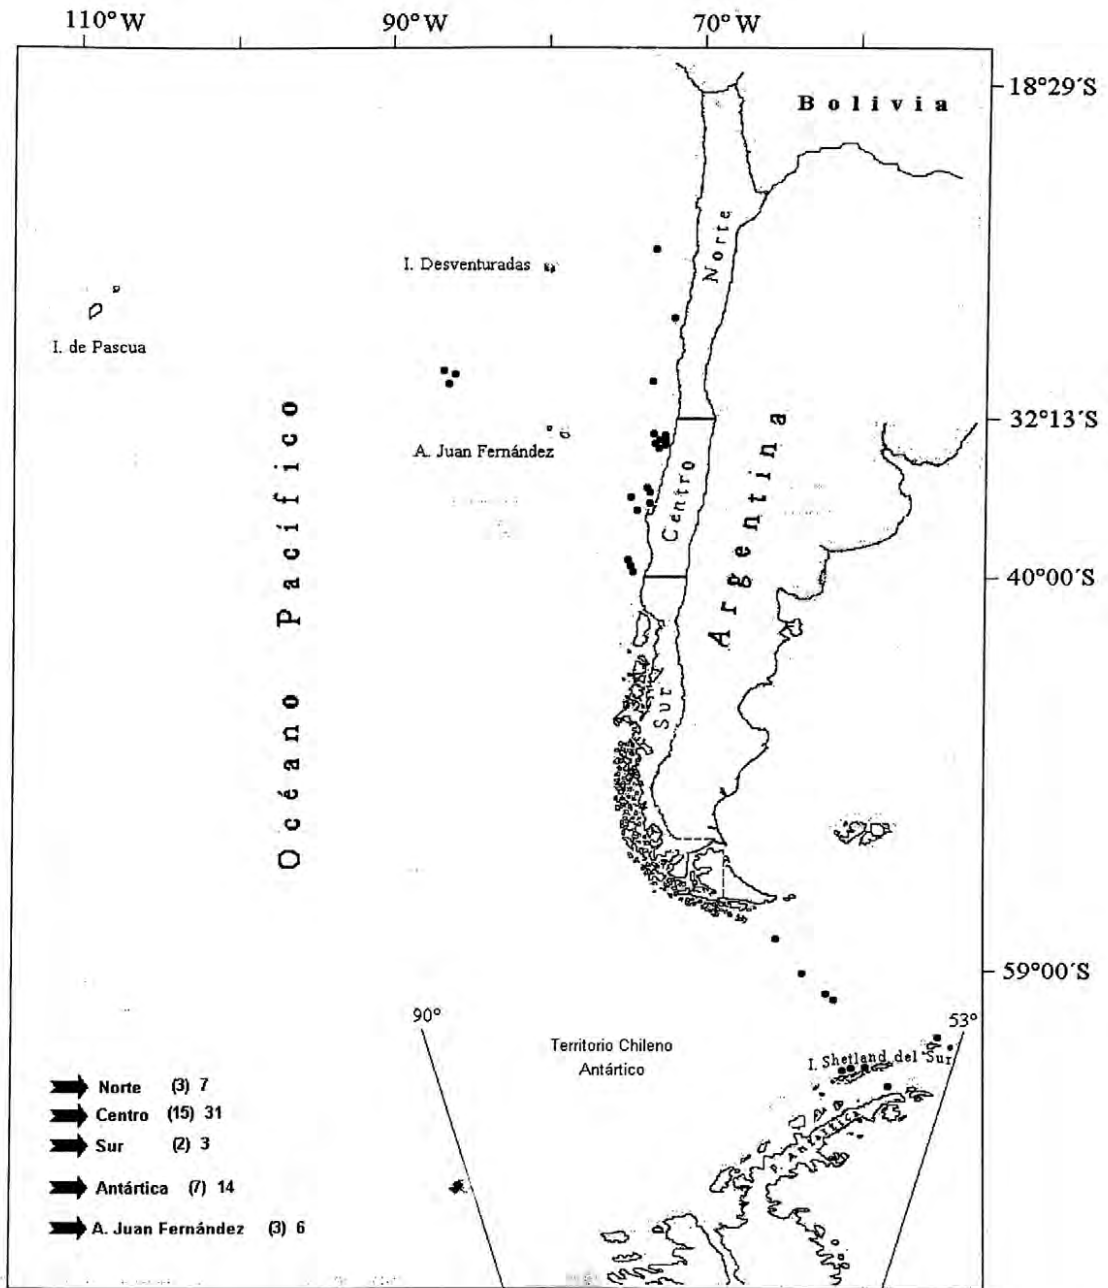 110°W 90°W 70°W
18°29´S
Bolivia
Norte
I. Desventuradas
I. de Pascua
32°13´S
A. Juan Fernández
Centro
Argentina
Océano Pacífico
40°00´S
Sur
59°00´S
90°
53°
Territorio Chileno
Antártico
I. Shetland del Sur
P. ANTARTICA
Norte (3) 7
Centro (15) 31
Sur (2) 3
Antártica (7) 14
A. Juan Fernández (3) 6